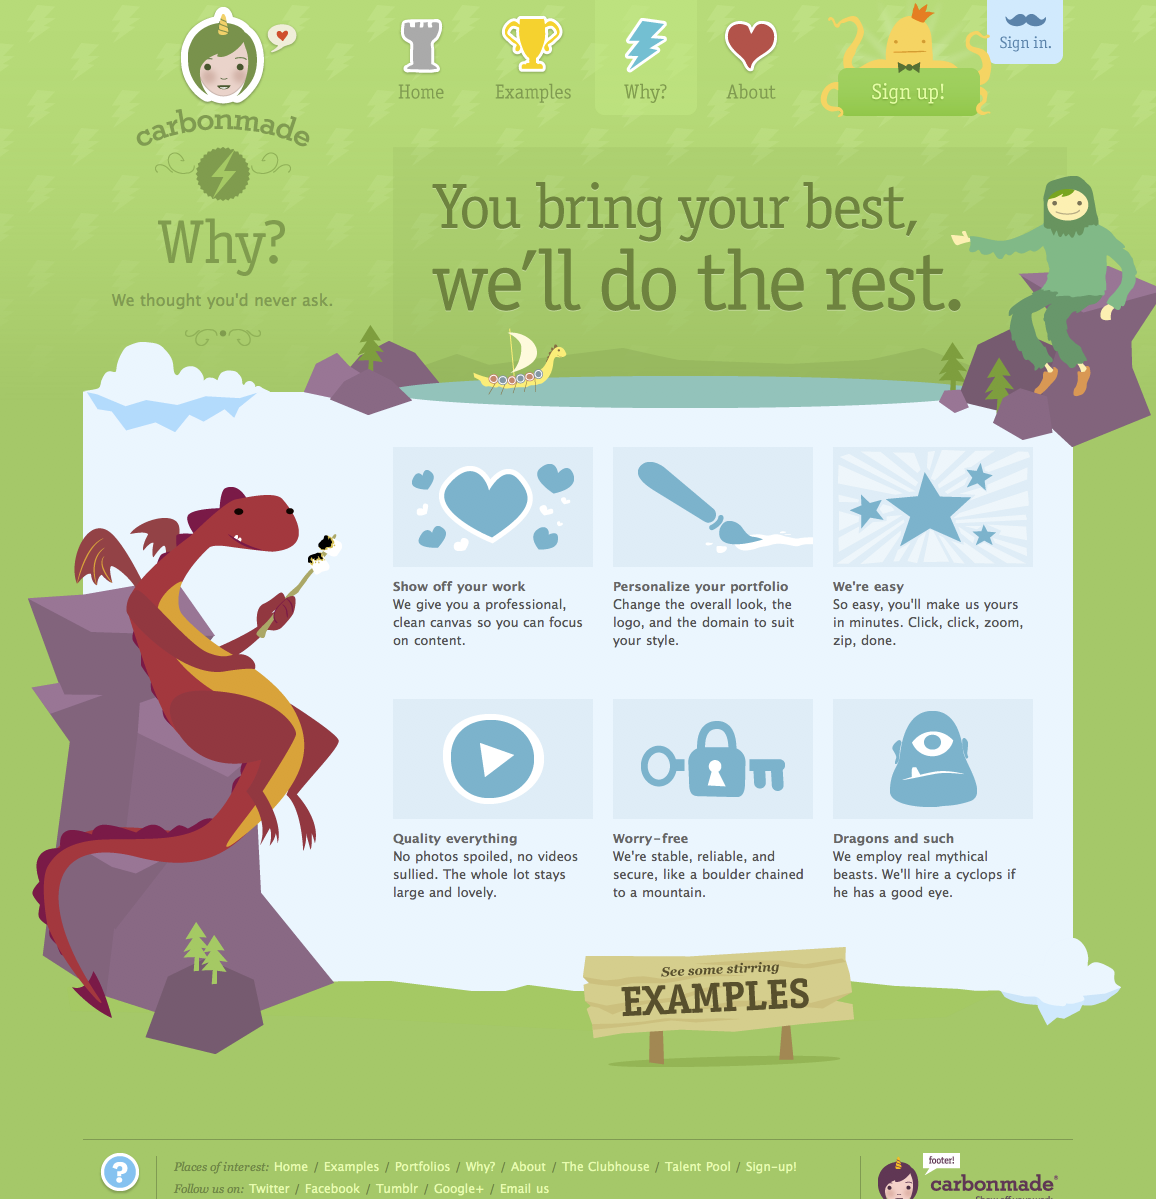 carbonmade
Home
Examples
Why?
About
Sign up!
Sign in.
Why?
We thought you'd never ask.
You bring your best,
we'll do the rest.
Show off your work
We give you a professional,
clean canvas so you can focus
on content.
Personalize your portfolio
Change the overall look, the
logo, and the domain to suit
your style.
We're easy
So easy, you'll make us yours
in minutes. Click, click, zoom,
zip, done.
Quality everything
No photos spoiled, no videos
sullied. The whole lot stays
large and lovely.
Worry-free
We're stable, reliable, and
secure, like a boulder chained
to a mountain.
Dragons and such
We employ real mythical
beasts. We'll hire a cyclops if
he has a good eye.
See some stirring
EXAMPLES
?
Places of interest: Home / Examples / Portfolios / Why? / About / The Clubhouse / Talent Pool / Sign-up!
Follow us on: Twitter / Facebook / Tumblr / Google+ / Email us
footer!
carbonmade®
Show off your work.